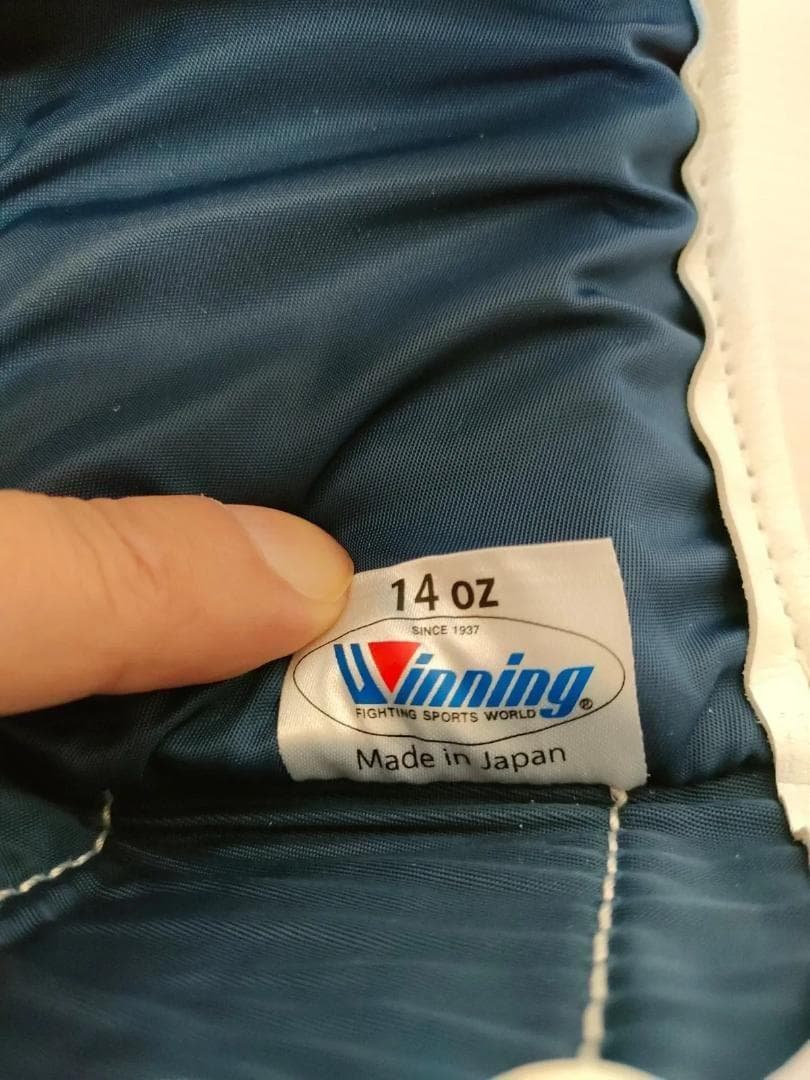 14 oz
SINCE 1937
Winning®
FIGHTING SPORTS WORLD
Made in Japan